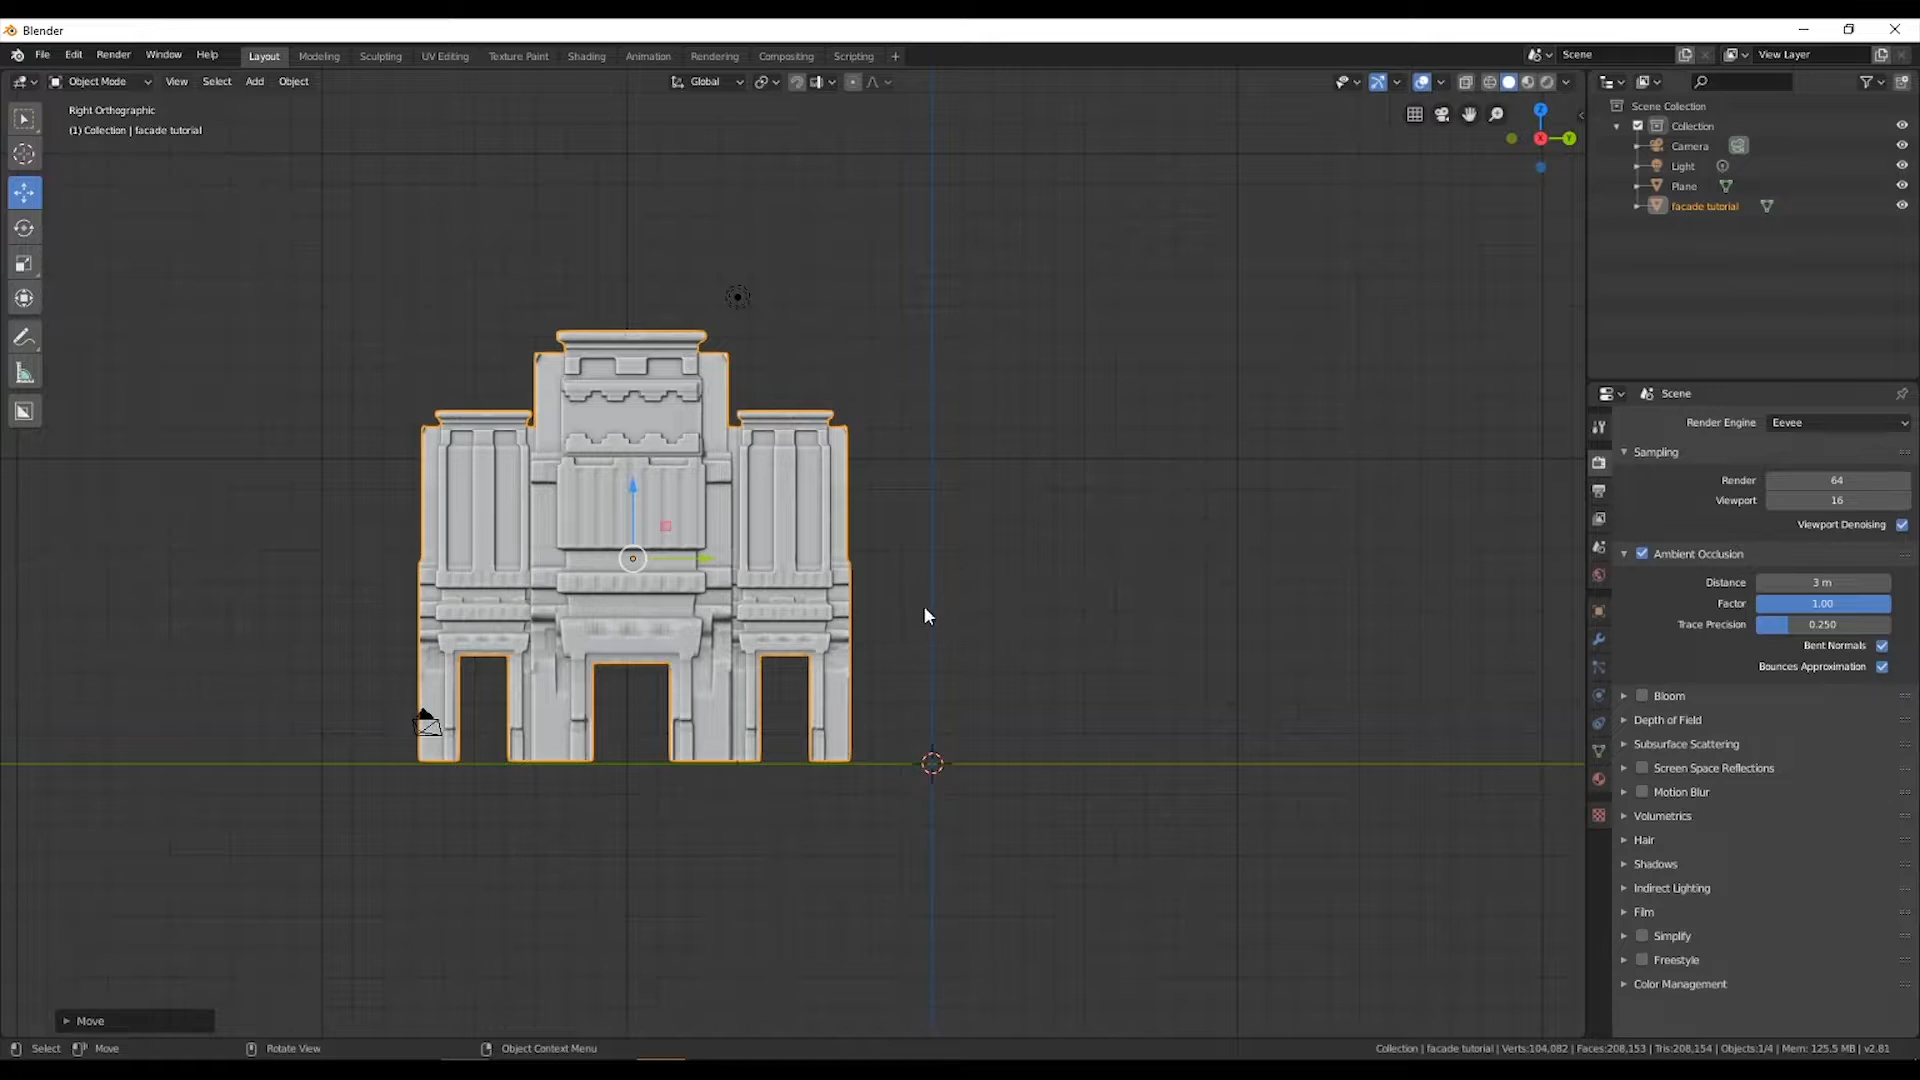 Blender
File Edit Render Window Help Layout Modeling Sculpting UV Editing Texture Paint Shading Animation Rendering Compositing Scripting + Scene View Layer
Object Mode View Select Add Object Global
Right Orthographic
(1) Collection | facade tutorial
Z
X
Y
Scene Collection
Collection
Camera
Light
Plane
facade tutorial
Scene
Render Engine Eevee
Sampling
Render 64
Viewport 16
Viewport Denoising
Ambient Occlusion
Distance 3 m
Factor 1.00
Trace Precision 0.250
Bent Normals
Bounces Approximation
Bloom
Depth of Field
Subsurface Scattering
Screen Space Reflections
Motion Blur
Volumetrics
Hair
Shadows
Indirect Lighting
Film
Simplify
Freestyle
Color Management
Move
Select Move Rotate View Object Context Menu Collection | facade tutorial | Verts:104,082 | Faces:208,153 | Tris:208,154 | Objects:1/4 | Mem: 125.5 MB | v2.81